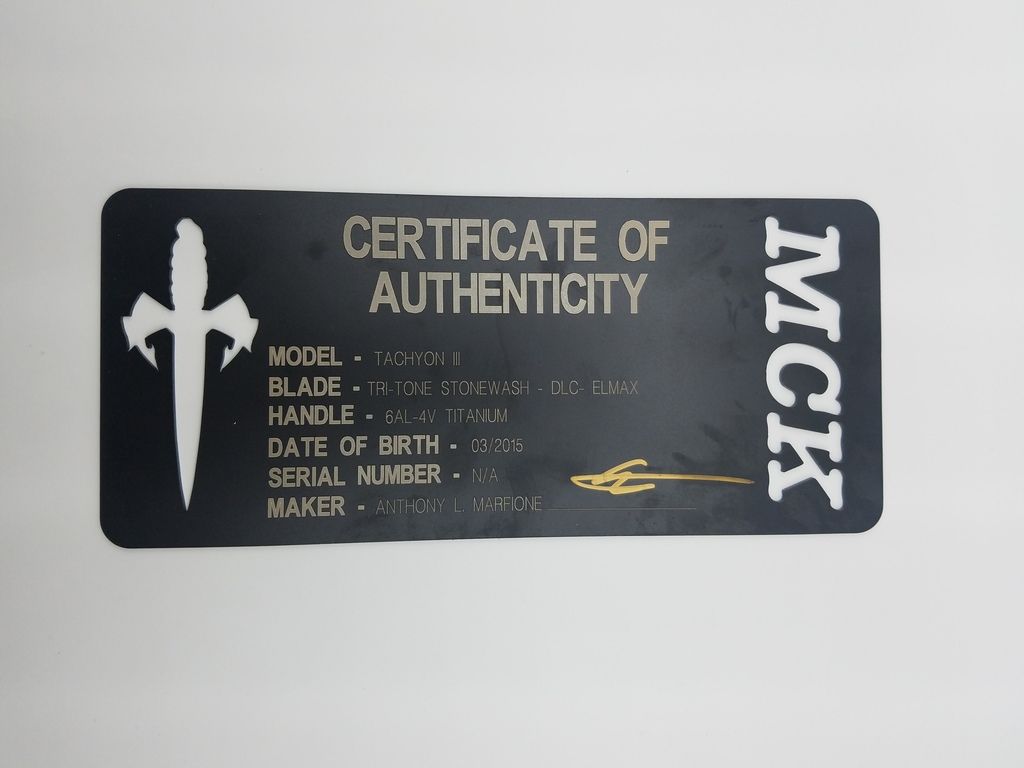 CERTIFICATE OF
AUTHENTICITY
MODEL - TACHYON III
BLADE - TRI-TONE STONEWASH - DLC- ELMAX
HANDLE - 6AL-4V TITANIUM
DATE OF BIRTH - 03/2015
SERIAL NUMBER - N/A
MAKER - ANTHONY L. MARFIONE
MCK